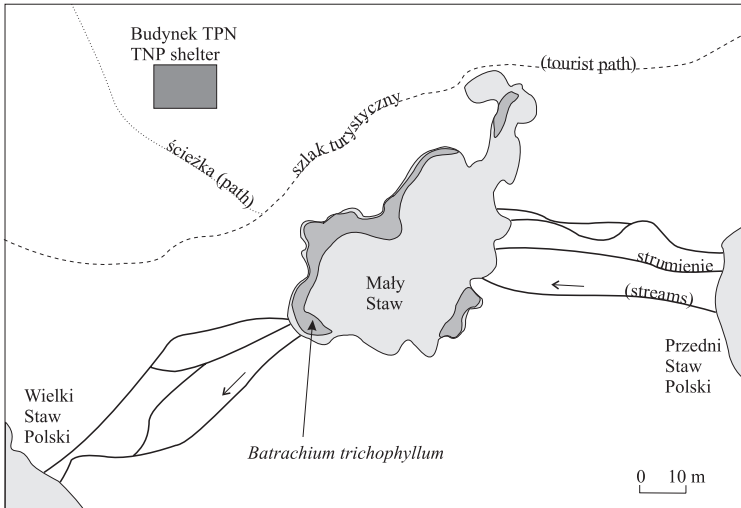 Budynek TPN
TNP shelter
(tourist path)
szlak turystyczny
ścieżka (path)
Mały
Staw
strumienie
(streams)
Przedni
Staw
Polski
Wielki
Staw
Polski
Batrachium trichophyllum
0 10 m